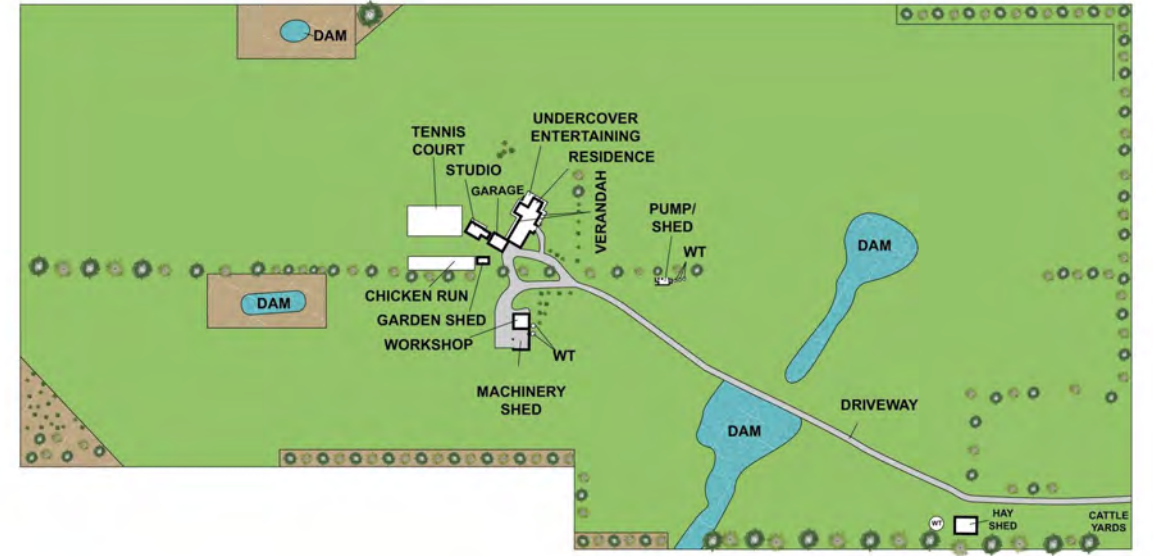 DAM
UNDERCOVER
ENTERTAINING
TENNIS
COURT
RESIDENCE
STUDIO
GARAGE
VERANDAH
PUMP/
SHED
WT
DAM
CHICKEN RUN
DAM
GARDEN SHED
WORKSHOP
WT
MACHINERY
SHED
DRIVEWAY
DAM
HAY
SHED
WT
CATTLE
YARDS